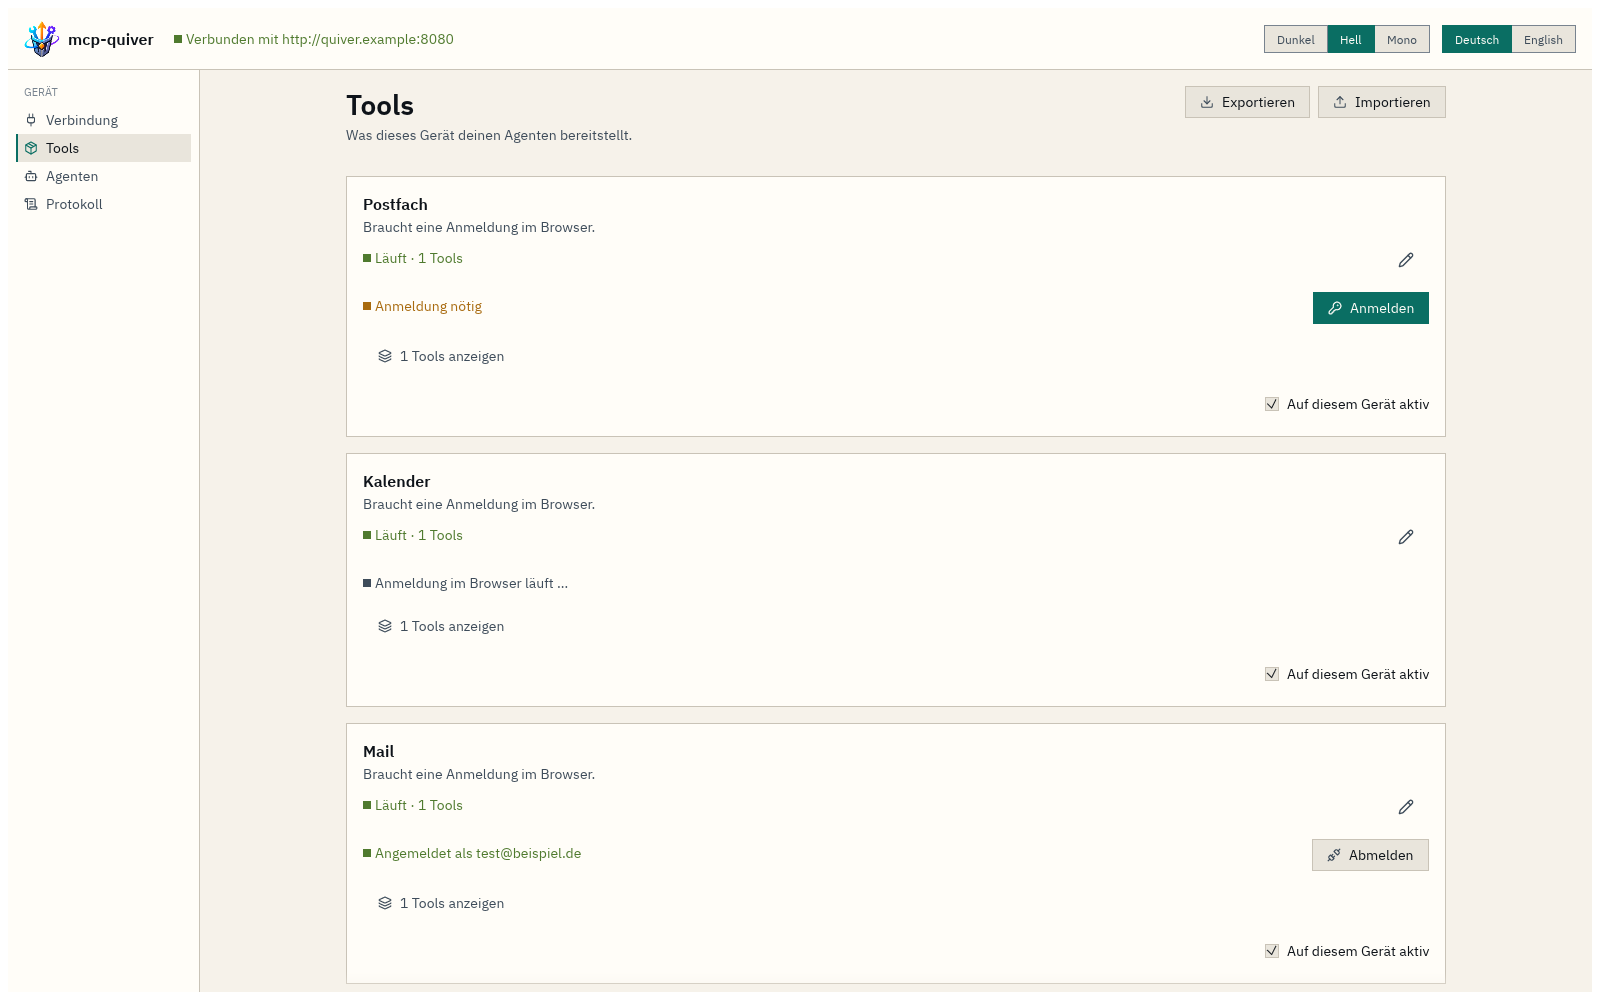 mcp-quiver
Verbunden mit http://quiver.example:8080
Dunkel Hell Mono Deutsch English
GERÄT
Verbindung
Tools
Agenten
Protokoll
Tools
Was dieses Gerät deinen Agenten bereitstellt.
Exportieren Importieren
Postfach
Braucht eine Anmeldung im Browser.
Läuft · 1 Tools
Anmeldung nötig
Anmelden
1 Tools anzeigen
Auf diesem Gerät aktiv
Kalender
Braucht eine Anmeldung im Browser.
Läuft · 1 Tools
Anmeldung im Browser läuft …
1 Tools anzeigen
Auf diesem Gerät aktiv
Mail
Braucht eine Anmeldung im Browser.
Läuft · 1 Tools
Angemeldet als test@beispiel.de
Abmelden
1 Tools anzeigen
Auf diesem Gerät aktiv